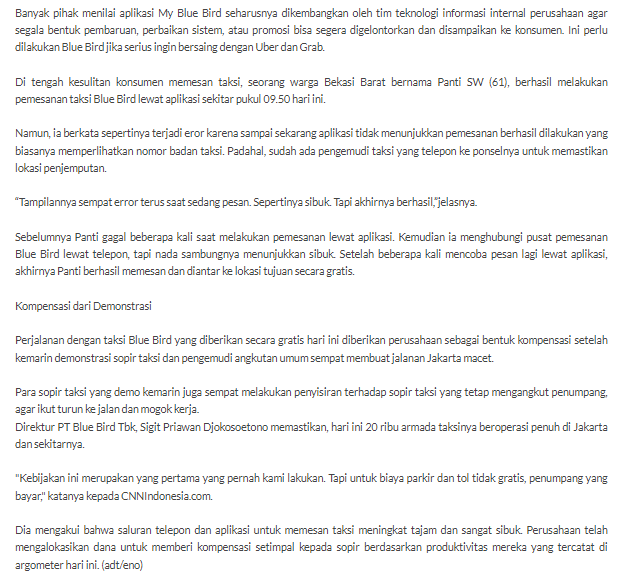 Banyak pihak menilai aplikasi My Blue Bird seharusnya dikembangkan oleh tim teknologi informasi internal perusahaan agar
segala bentuk pembaruan, perbaikan sistem, atau promosi bisa segera digelontorkan dan disampaikan ke konsumen. Ini perlu
dilakukan Blue Bird jika serius ingin bersaing dengan Uber dan Grab.
Di tengah kesulitan konsumen memesan taksi, seorang warga Bekasi Barat bernama Panti SW (61), berhasil melakukan
pemesanan taksi Blue Bird lewat aplikasi sekitar pukul 09.50 hari ini.
Namun, ia berkata sepertinya terjadi eror karena sampai sekarang aplikasi tidak menunjukkan pemesanan berhasil dilakukan yang
biasanya memperlihatkan nomor badan taksi. Padahal, sudah ada pengemudi taksi yang telepon ke ponselnya untuk memastikan
lokasi penjemputan.
"Tampilannya sempat error terus saat sedang pesan. Sepertinya sibuk. Tapi akhirnya berhasil,"jelasnya.
Sebelumnya Panti gagal beberapa kali saat melakukan pemesanan lewat aplikasi. Kemudian ia menghubungi pusat pemesanan
Blue Bird lewat telepon, tapi nada sambungnya menunjukkan sibuk. Setelah beberapa kali mencoba pesan lagi lewat aplikasi,
akhirnya Panti berhasil memesan dan diantar ke lokasi tujuan secara gratis.
Kompensasi dari Demonstrasi
Perjalanan dengan taksi Blue Bird yang diberikan secara gratis hari ini diberikan perusahaan sebagai bentuk kompensasi setelah
kemarin demonstrasi sopir taksi dan pengemudi angkutan umum sempat membuat jalanan Jakarta macet.
Para sopir taksi yang demo kemarin juga sempat melakukan penyisiran terhadap sopir taksi yang tetap mengangkut penumpang,
agar ikut turun ke jalan dan mogok kerja.
Direktur PT Blue Bird Tbk, Sigit Priawan Djokosoetono memastikan, hari ini 20 ribu armada taksinya beroperasi penuh di Jakarta
dan sekitarnya.
"Kebijakan ini merupakan yang pertama yang pernah kami lakukan. Tapi untuk biaya parkir dan tol tidak gratis, penumpang yang
bayar," katanya kepada CNNIndonesia.com.
Dia mengakui bahwa saluran telepon dan aplikasi untuk memesan taksi meningkat tajam dan sangat sibuk. Perusahaan telah
mengalokasikan dana untuk memberi kompensasi setimpal kepada sopir berdasarkan produktivitas mereka yang tercatat di
argometer hari ini. (adt/eno)